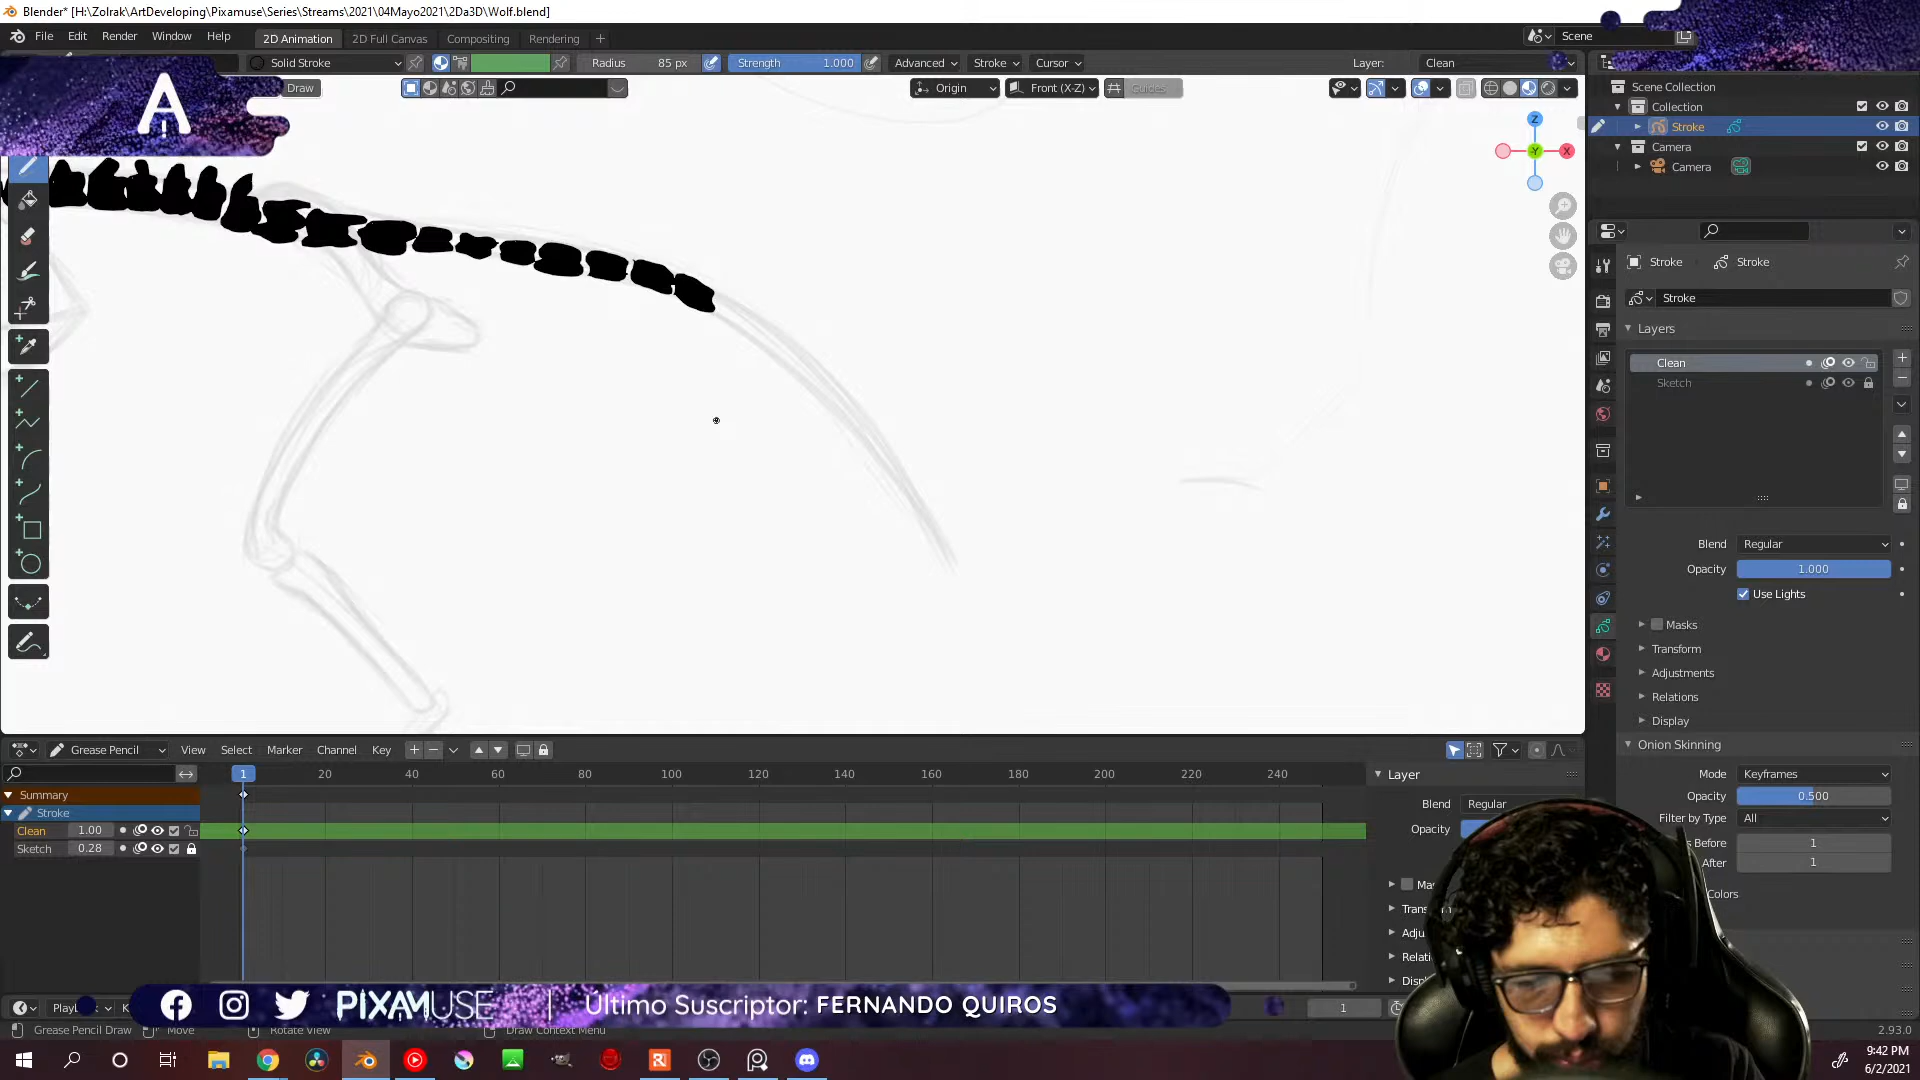 Blender* [H:\Zolrak\ArtDeveloping\Pixamuse\Series\Streams\2021\04Mayo2021\2Da3D\Wolf.blend]
File Edit Render Window Help 2D Animation 2D Full Canvas Compositing Rendering + Scene
Solid Stroke Radius 85 px Strength 1.000 Advanced Stroke Cursor Layer: Clean
Draw Origin Front (X-Z) Guides
A
Z
Y
X
Scene Collection
Collection
Stroke
Camera
Camera
Stroke Stroke
Stroke
Layers
Clean
Sketch
Blend Regular
Opacity 1.000
Use Lights
Masks
Transform
Adjustments
Relations
Display
Onion Skinning
Mode Keyframes
Opacity 0.500
Filter by Type All
s Before 1
After 1
Colors
Grease Pencil View Select Marker Channel Key
1 20 40 60 80 100 120 140 160 180 200 220 240
Summary
Stroke
Clean 1.00
Sketch 0.28
Layer
Blend Regular
Opacity
Mas
Trans
Adju
Relati
Displ
Playb K 1
PIXAMUSE | Último Suscriptor: FERNANDO QUIROS
Grease Pencil Draw Move Rotate View Draw Context Menu 2.93.0
9:42 PM
6/2/2021